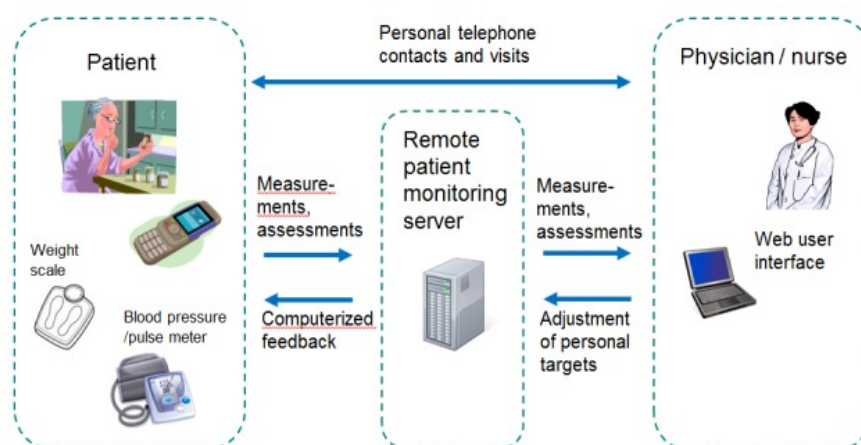 Personal telephone
contacts and visits
Patient
Physician / nurse
Remote
patient
monitoring
server
Measure-
ments,
assessments
Measure-
ments,
assessments
Weight
scale
Web user
interface
Blood pressure
/pulse meter
Computerized
feedback
Adjustment
of personal
targets